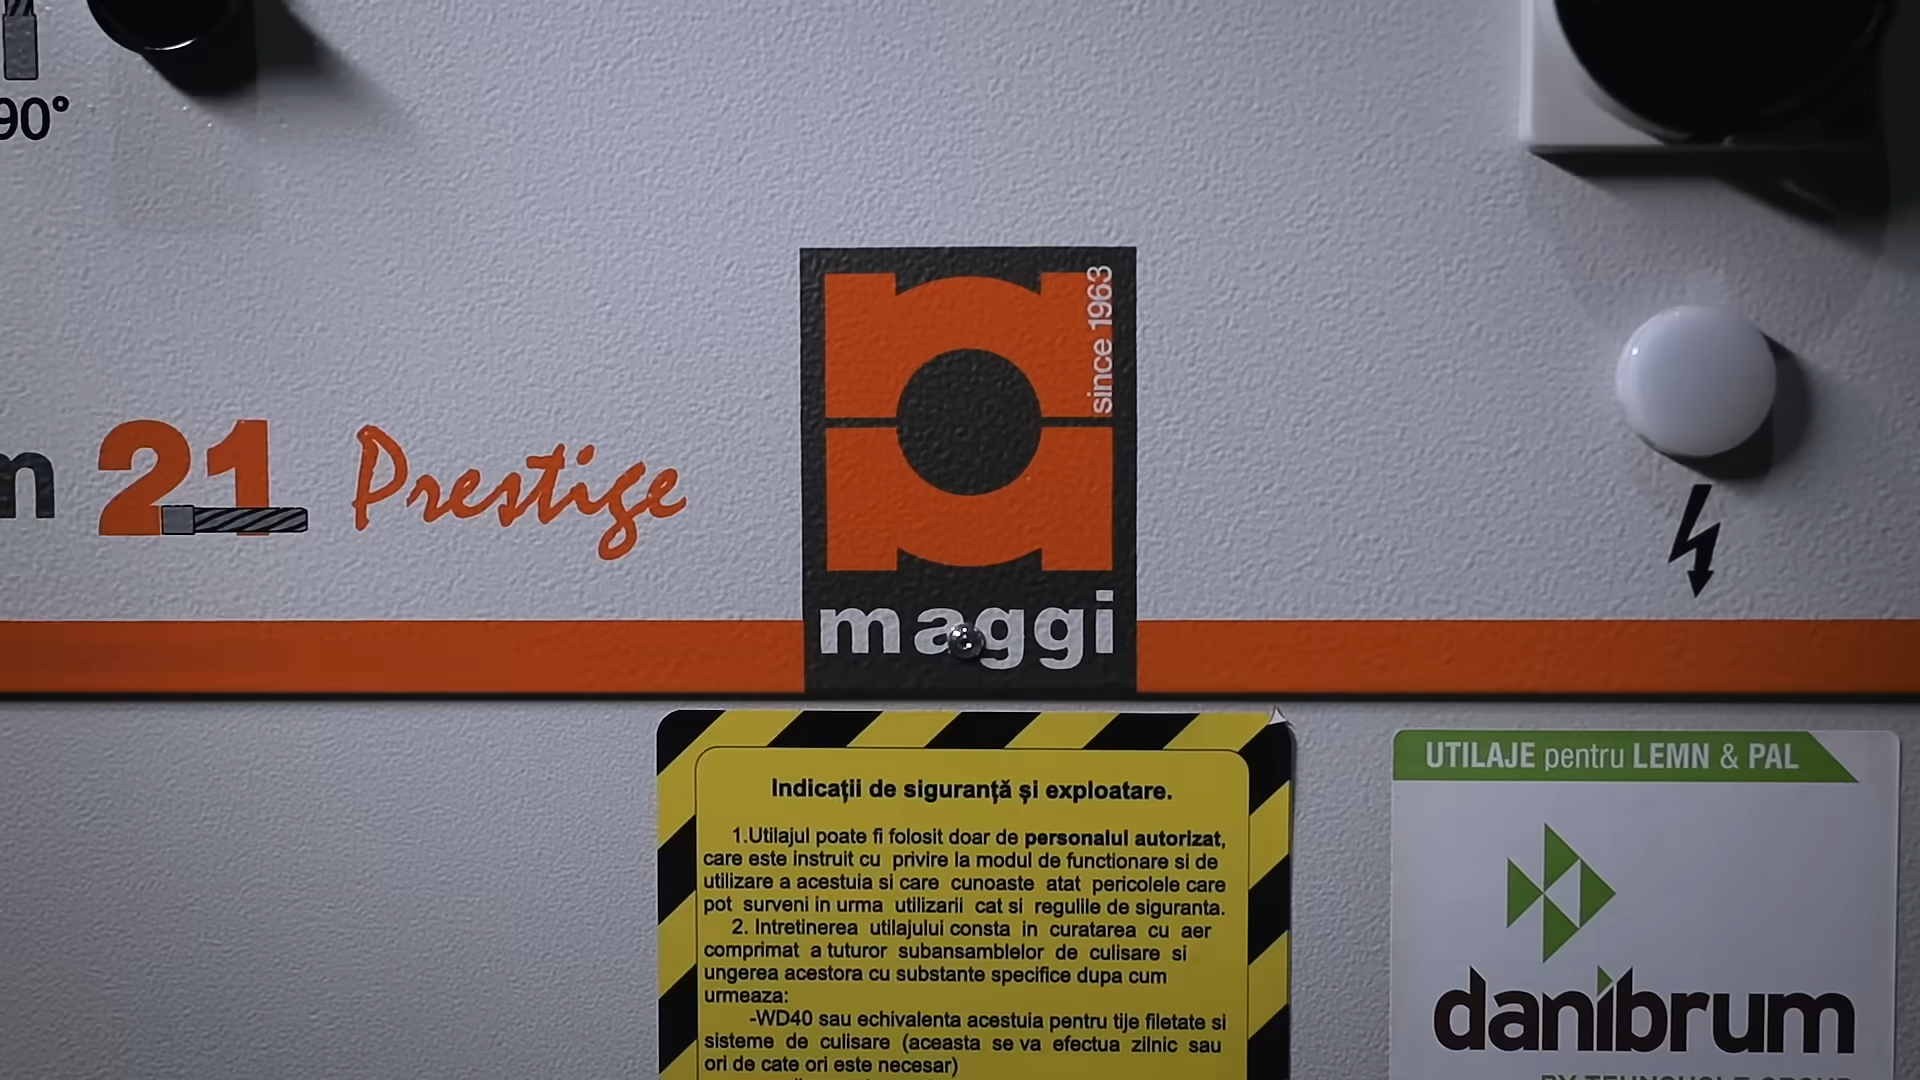 90°
21 Prestige
since 1963
maggi
Indicații de siguranță și exploatare.
1.Utilajul poate fi folosit doar de personalul autorizat,
care este instruit cu privire la modul de functionare si de
utilizare a acestuia si care cunoaste atat pericolele care
pot surveni in urma utilizarii cat si regulile de siguranta.
2. Intretinerea utilajului consta in curatarea cu aer
comprimat a tuturor subansamblelor de culisare si
ungerea acestora cu substante specifice dupa cum
urmeaza:
-WD40 sau echivalenta acestuia pentru tije filetate si
sisteme de culisare (aceasta se va efectua zilnic sau
ori de cate ori este necesar)
UTILAJE pentru LEMN & PAL
danibrum